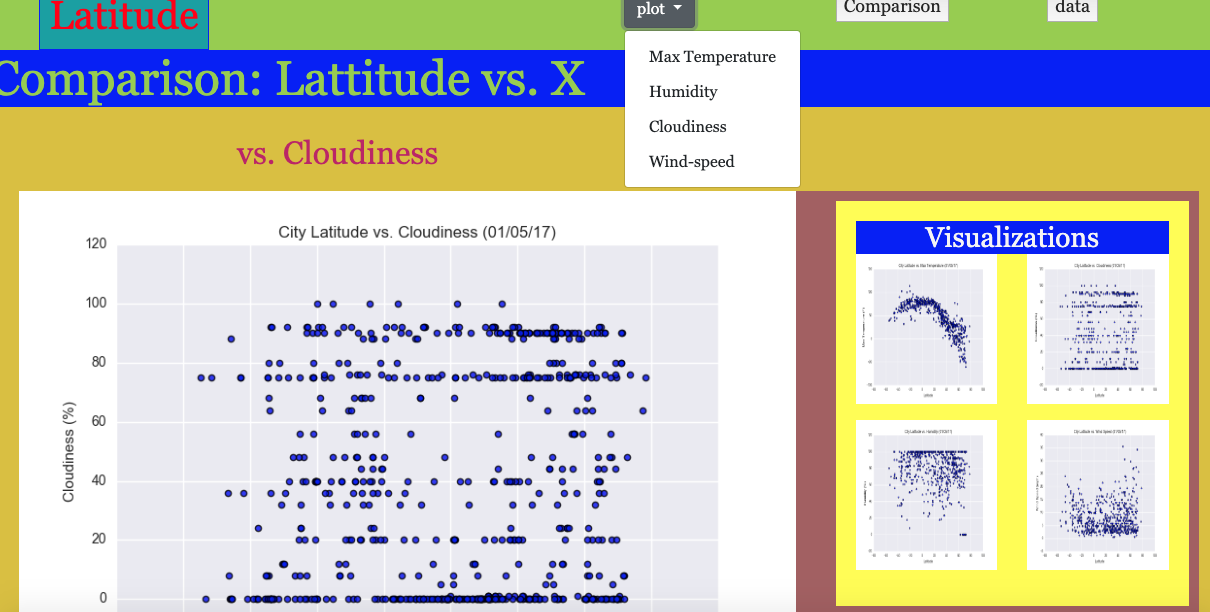 Latitude
plot
Comparison
data
Max Temperature
Humidity
Cloudiness
Wind-speed
Comparison: Lattitude vs. X
vs. Cloudiness
City Latitude vs. Cloudiness (01/05/17)
Cloudiness (%)
120
100
80
60
40
20
0
Visualizations